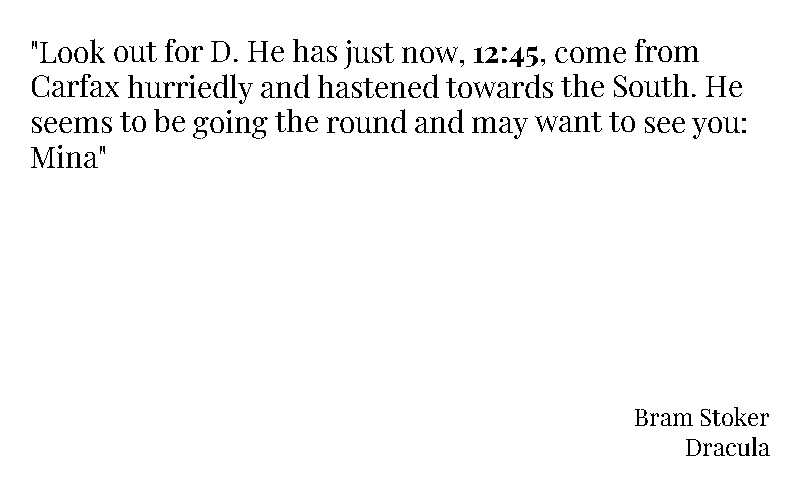 "Look out for D. He has just now, 12:45, come from
Carfax hurriedly and hastened towards the South. He
seems to be going the round and may want to see you:
Mina"
Bram Stoker
Dracula